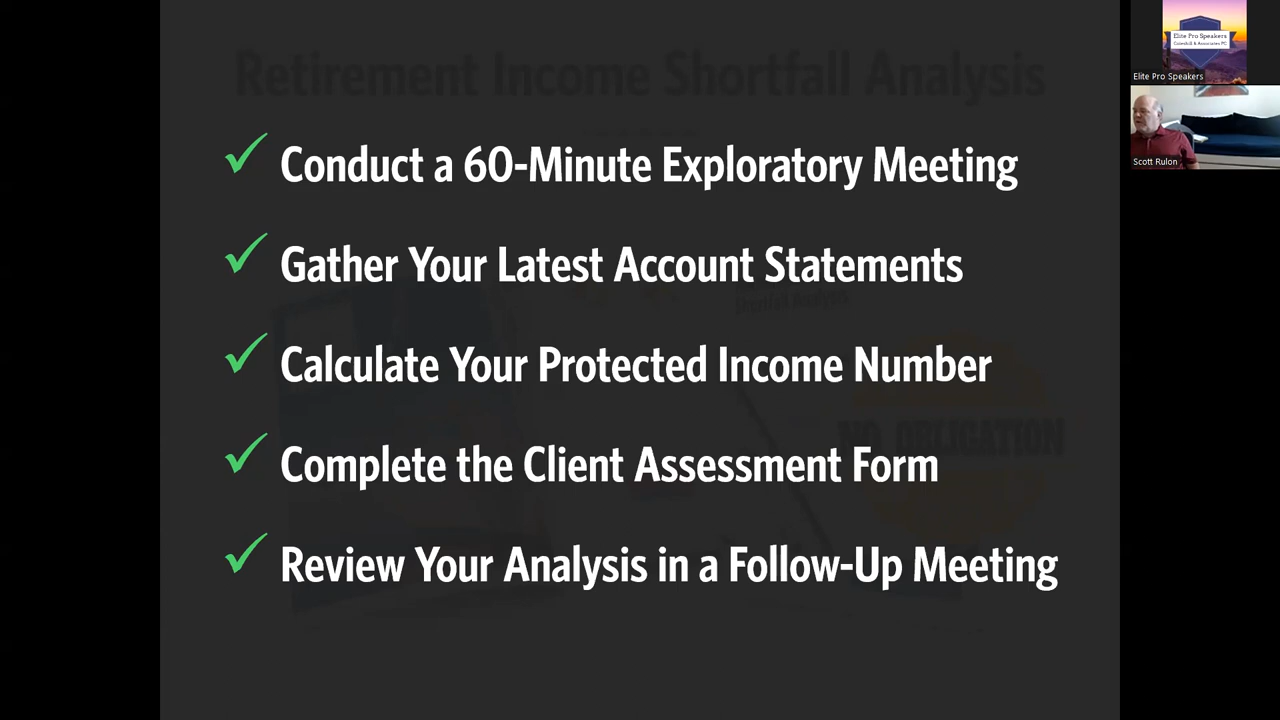 Retirement Income Shortfall Analysis
Conduct a 60-Minute Exploratory Meeting
Gather Your Latest Account Statements
Calculate Your Protected Income Number
NO OBLIGATION
Complete the Client Assessment Form
Review Your Analysis in a Follow-Up Meeting
Elite Pro Speakers
Elite Pro Speakers
Scott Rulon